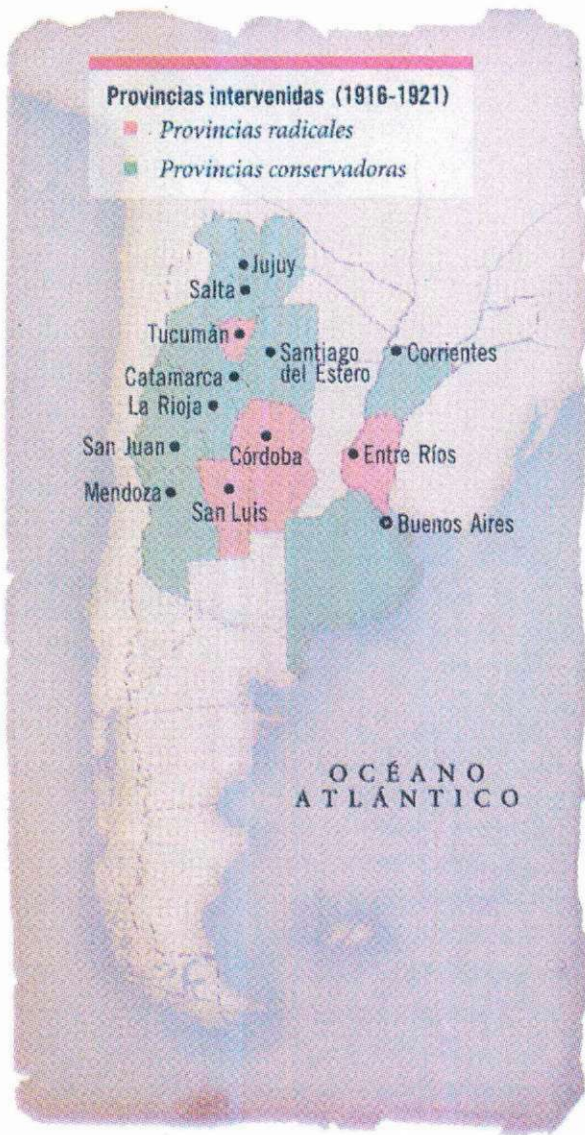 Provincias intervenidas (1916-1921)
Provincias radicales
Provincias conservadoras
Jujuy
Salta
Tucumán
Santiago
del Estero
Corrientes
Catamarca
La Rioja
San Juan
Córdoba
Entre Ríos
Mendoza
San Luis
Buenos Aires
OCÉANO
ATLÁNTICO